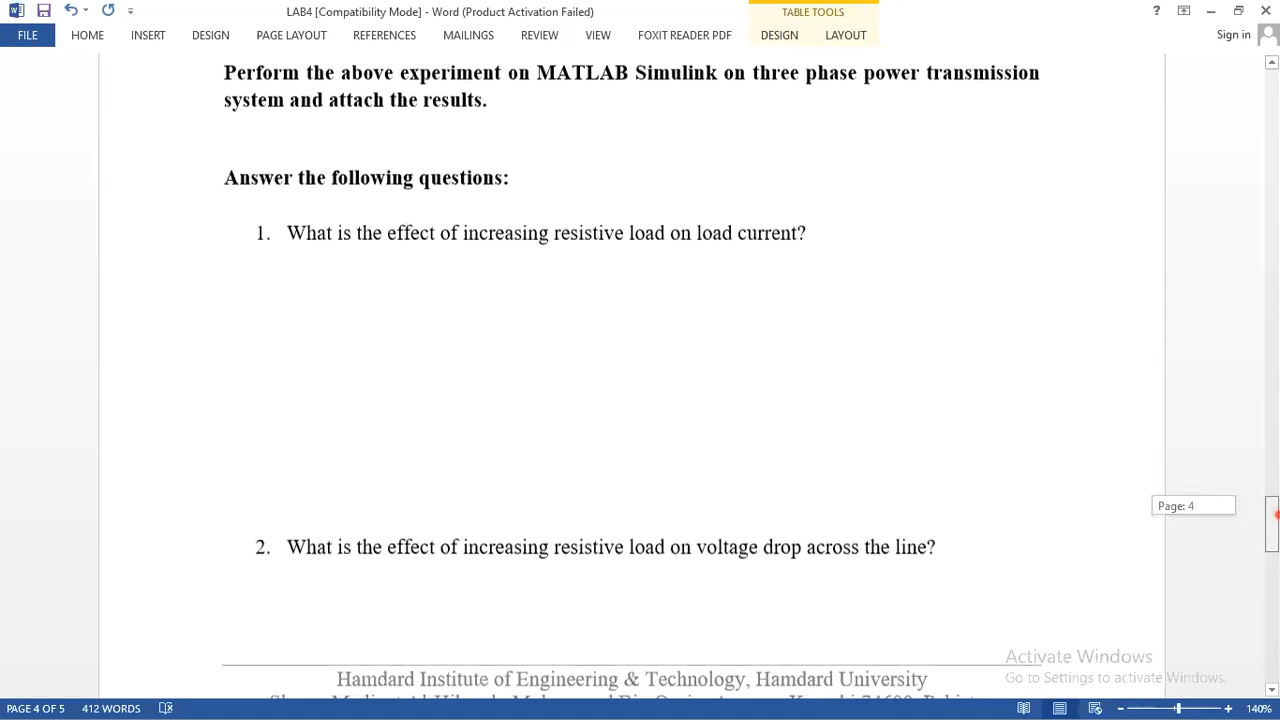 LAB4 [Compatibility Mode] - Word (Product Activation Failed)
TABLE TOOLS
?
FILE HOME INSERT DESIGN PAGE LAYOUT REFERENCES MAILINGS REVIEW VIEW FOXIT READER PDF DESIGN LAYOUT Sign in
Perform the above experiment on MATLAB Simulink on three phase power transmission
system and attach the results.
Answer the following questions:
1. What is the effect of increasing resistive load on load current?
Page: 4
2. What is the effect of increasing resistive load on voltage drop across the line?
Hamdard Institute of Engineering & Technology, Hamdard University
Activate Windows
Go to Settings to activate Windows.
PAGE 4 OF 5 412 WORDS 140%